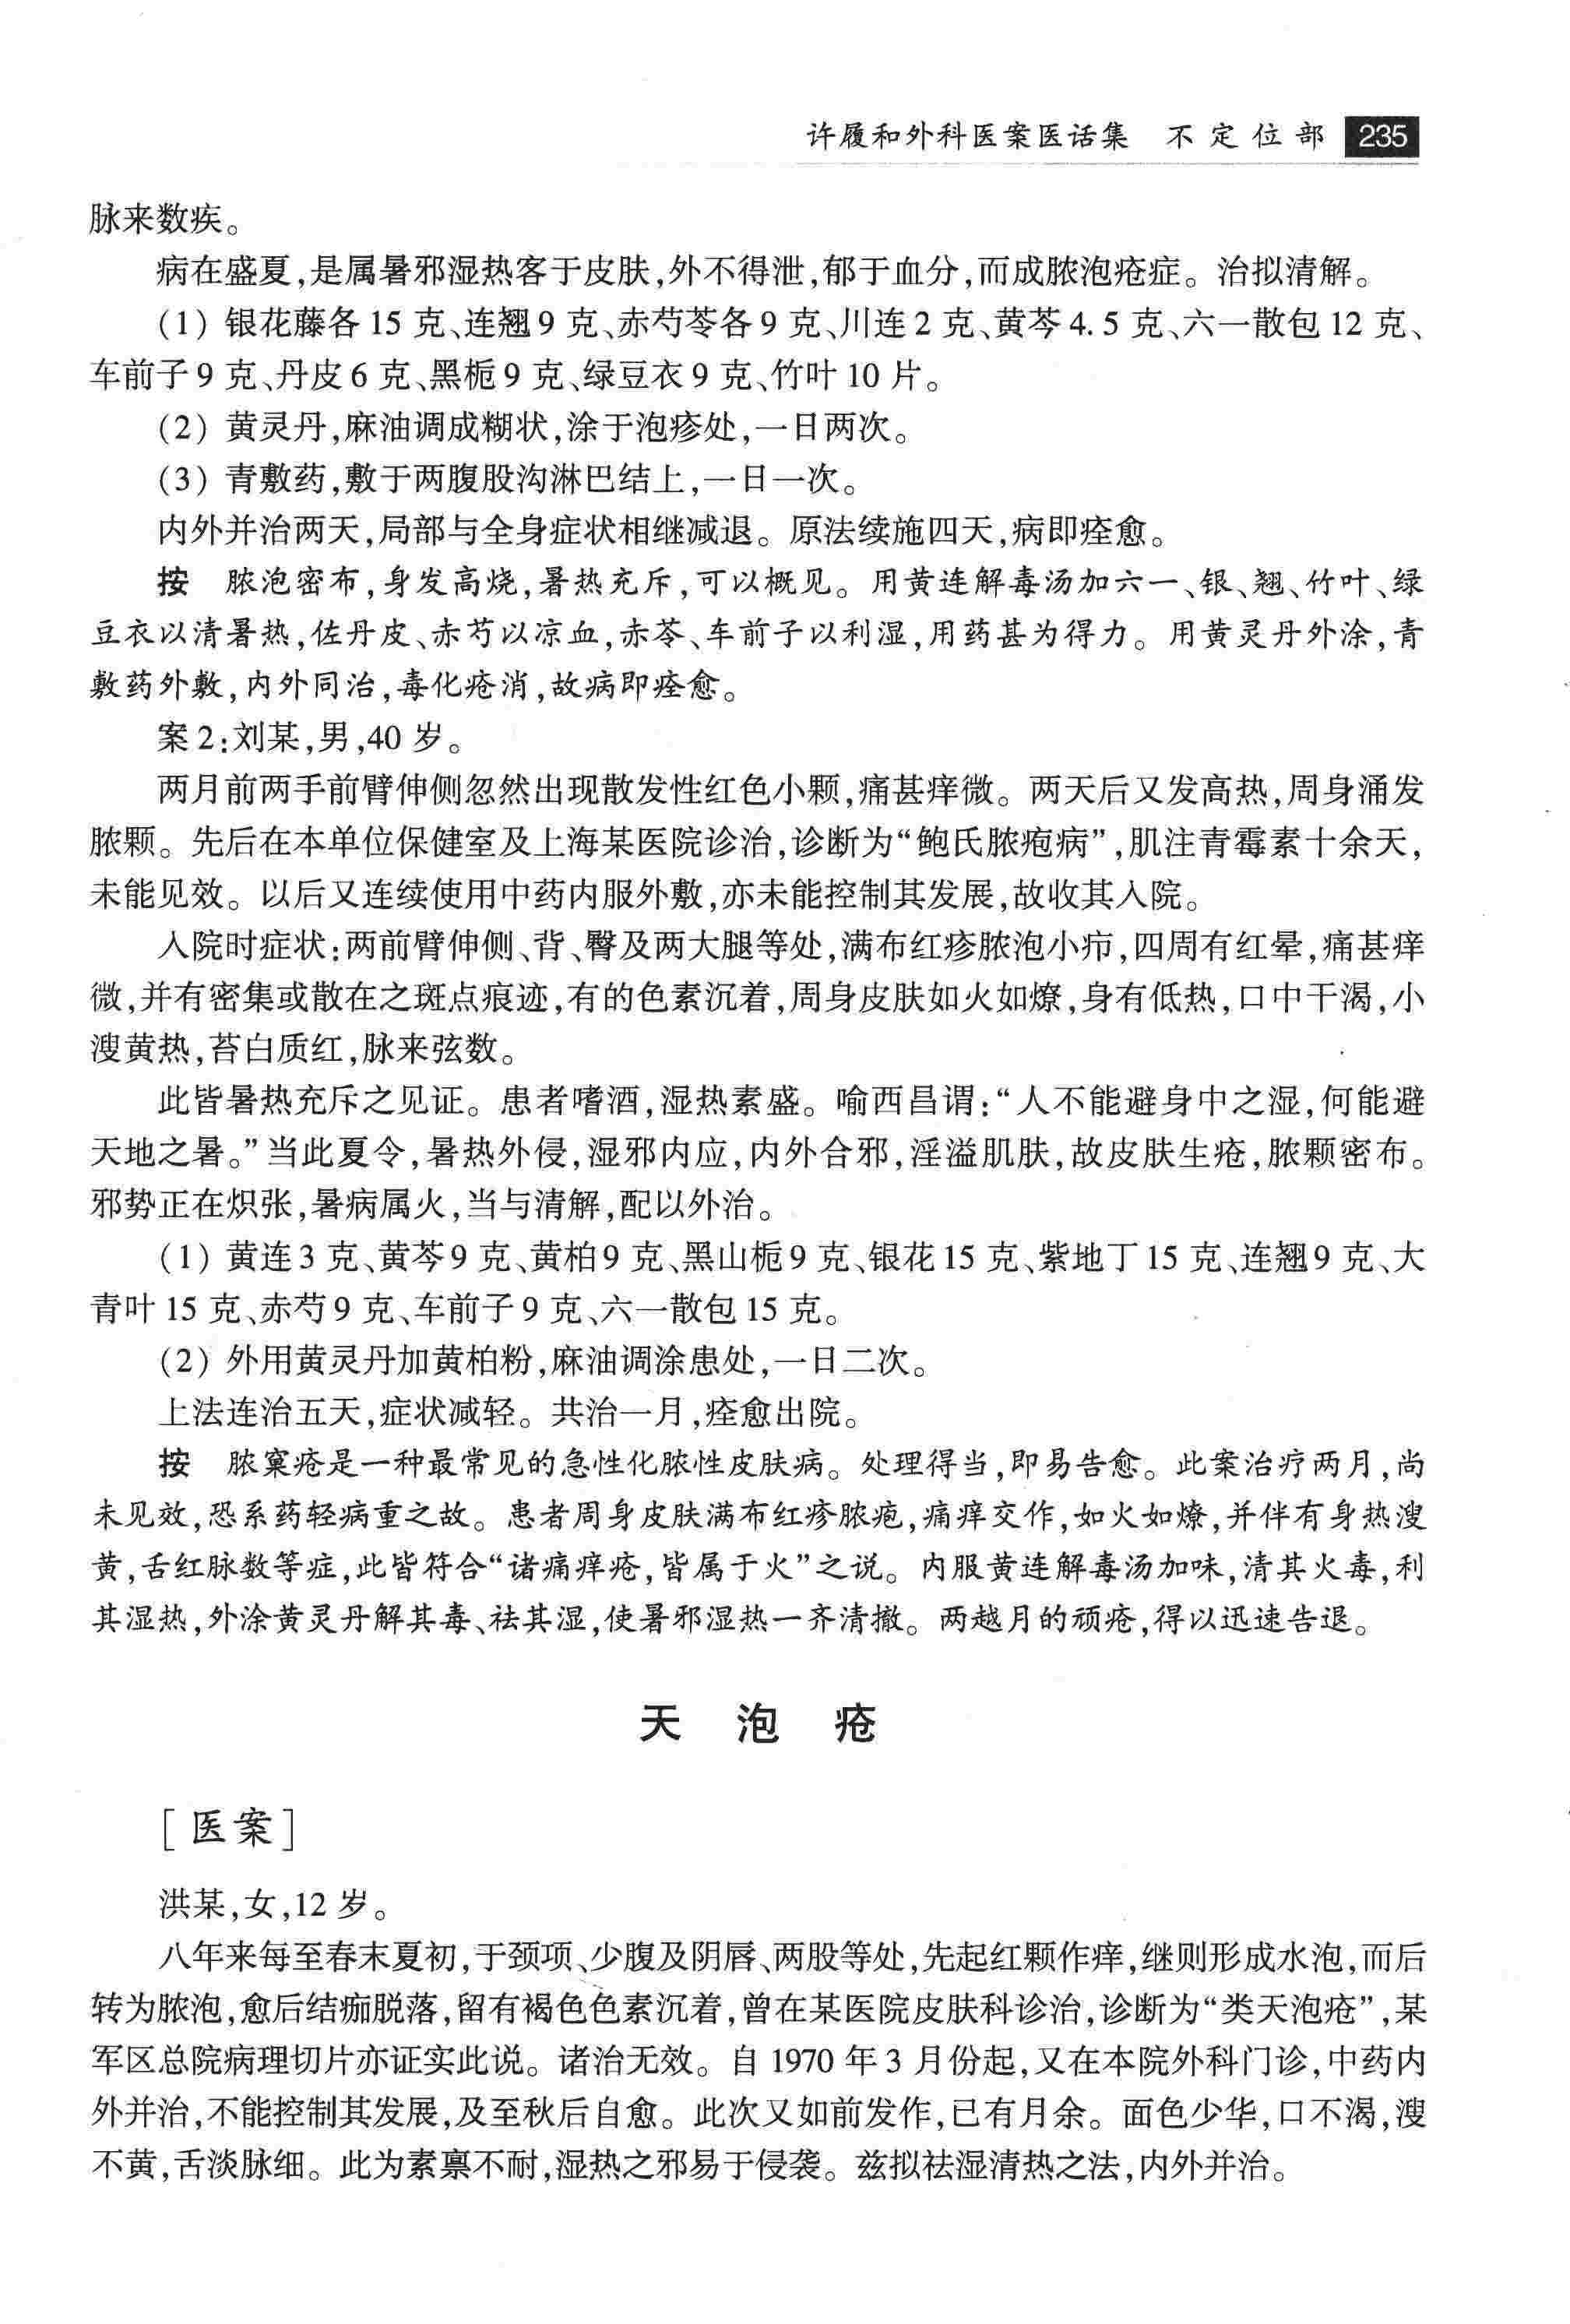 许履和外科医案医话集 不定位部 235
脉来数疾。
病在盛夏,是属暑邪湿热客于皮肤,外不得泄,郁于血分,而成脓泡疮症。治拟清解。
(1) 银花藤各 15 克、连翘 9 克、赤芍苓各 9 克、川连 2 克、黄芩 4.5 克、六一散包 12 克、
车前子 9 克、丹皮 6 克、黑栀 9 克、绿豆衣 9 克、竹叶 10 片。
(2) 黄灵丹,麻油调成糊状,涂于泡疹处,一日两次。
(3) 青敷药,敷于两腹股沟淋巴结上,一日一次。
内外并治两天,局部与全身症状相继减退。原法续施四天,病即痊愈。
按 脓泡密布,身发高烧,暑热充斥,可以概见。用黄连解毒汤加六一、银、翘、竹叶、绿
豆衣以清暑热,佐丹皮、赤芍以凉血,赤苓、车前子以利湿,用药甚为得力。用黄灵丹外涂,青
敷药外敷,内外同治,毒化疮消,故病即痊愈。
案 2:刘某,男,40 岁。
两月前两手前臂伸侧忽然出现散发性红色小颗,痛甚痒微。两天后又发高热,周身涌发
脓颗。先后在本单位保健室及上海某医院诊治,诊断为“鲍氏脓疱病”,肌注青霉素十余天,
未能见效。以后又连续使用中药内服外敷,亦未能控制其发展,故收其入院。
入院时症状:两前臂伸侧、背、臀及两大腿等处,满布红疹脓泡小疖,四周有红晕,痛甚痒
微,并有密集或散在之斑点痕迹,有的色素沉着,周身皮肤如火如燎,身有低热,口中干渴,小
溲黄热,苔白质红,脉来弦数。
此皆暑热充斥之见证。患者嗜酒,湿热素盛。喻西昌谓:“人不能避身中之湿,何能避
天地之暑。”当此夏令,暑热外侵,湿邪内应,内外合邪,淫溢肌肤,故皮肤生疮,脓颗密布。
邪势正在炽张,暑病属火,当与清解,配以外治。
(1) 黄连 3 克、黄芩 9 克、黄柏 9 克、黑山栀 9 克、银花 15 克、紫地丁 15 克、连翘 9 克、大
青叶 15 克、赤芍 9 克、车前子 9 克、六一散包 15 克。
(2) 外用黄灵丹加黄柏粉,麻油调涂患处,一日二次。
上法连治五天,症状减轻。共治一月,痊愈出院。
按 脓窠疮是一种最常见的急性化脓性皮肤病。处理得当,即易告愈。此案治疗两月,尚
未见效,恐系药轻病重之故。患者周身皮肤满布红疹脓疱,痛痒交作,如火如燎,并伴有身热溲
黄,舌红脉数等症,此皆符合“诸痛痒疮,皆属于火”之说。内服黄连解毒汤加味,清其火毒,利
其湿热,外涂黄灵丹解其毒、祛其湿,使暑邪湿热一齐清撤。两越月的顽疮,得以迅速告退。
天泡疮
[医案]
洪某,女,12 岁。
八年来每至春末夏初,于颈项、少腹及阴唇、两股等处,先起红颗作痒,继则形成水泡,而后
转为脓泡,愈后结痂脱落,留有褐色色素沉着,曾在某医院皮肤科诊治,诊断为“类天泡疮”,某
军区总院病理切片亦证实此说。诸治无效。自 1970 年 3 月份起,又在本院外科门诊,中药内
外并治,不能控制其发展,及至秋后自愈。此次又如前发作,已有月余。面色少华,口不渴,溲
不黄,舌淡脉细。此为素禀不耐,湿热之邪易于侵袭。兹拟祛湿清热之法,内外并治。